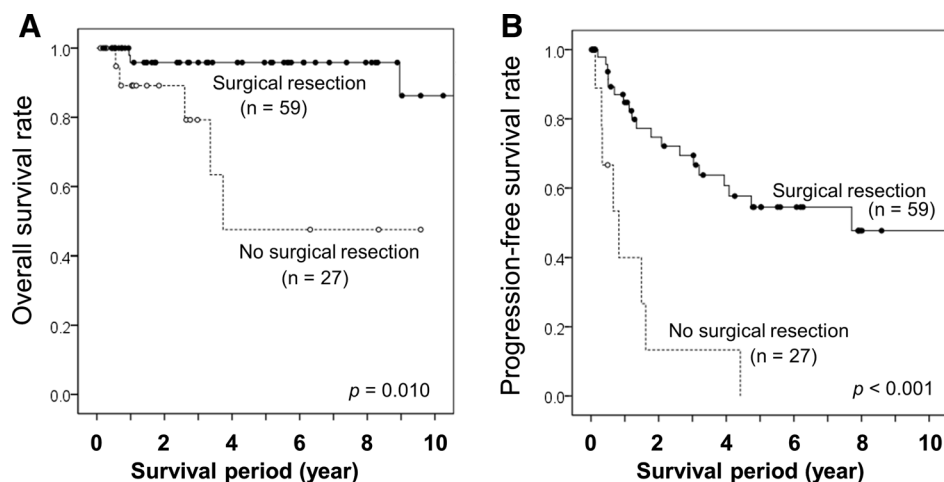 A
Overall survival rate
1.0
0.8
0.6
0.4
0.2
0.0
Surgical resection
(n = 59)
No surgical resection
(n = 27)
p = 0.010
0 2 4 6 8 10
Survival period (year)
B
Progression-free survival rate
1.0
0.8
0.6
0.4
0.2
0.0
Surgical resection
(n = 59)
No surgical resection
(n = 27)
p < 0.001
0 2 4 6 8 10
Survival period (year)